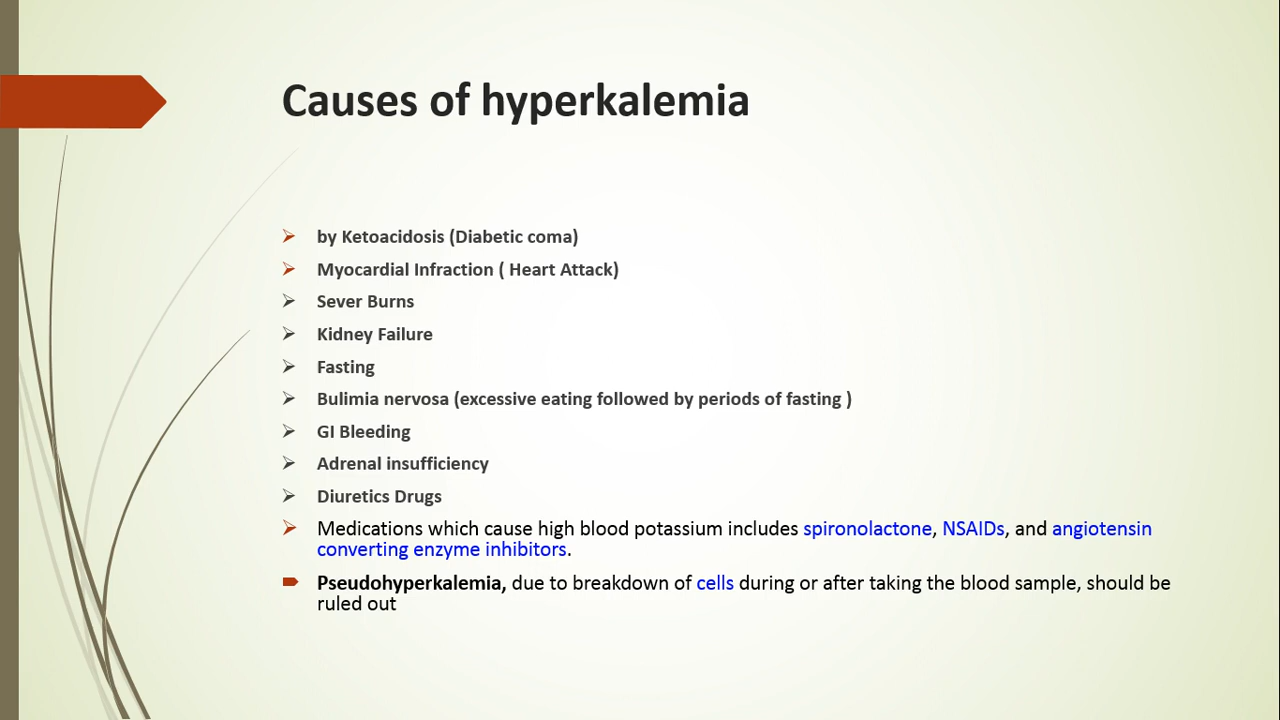 Causes of hyperkalemia
by Ketoacidosis (Diabetic coma)
Myocardial Infraction ( Heart Attack)
Sever Burns
Kidney Failure
Fasting
Bulimia nervosa (excessive eating followed by periods of fasting )
GI Bleeding
Adrenal insufficiency
Diuretics Drugs
Medications which cause high blood potassium includes spironolactone, NSAIDs, and angiotensin
converting enzyme inhibitors.
Pseudohyperkalemia, due to breakdown of cells during or after taking the blood sample, should be
ruled out